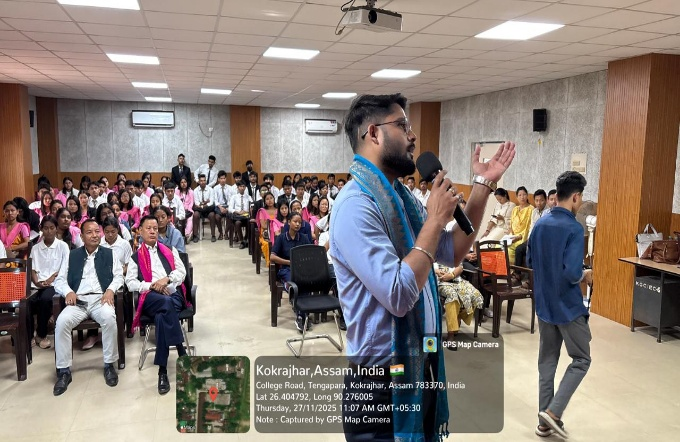 GPS Map Camera
Kokrajhar,Assam,India 🇮🇳
College Road, Tengapara, Kokrajhar, Assam 783370, India
Lat 26.404792, Long 90.276005
Thursday, 27/11/2025 11:07 AM GMT+05:30
Note : Captured by GPS Map Camera